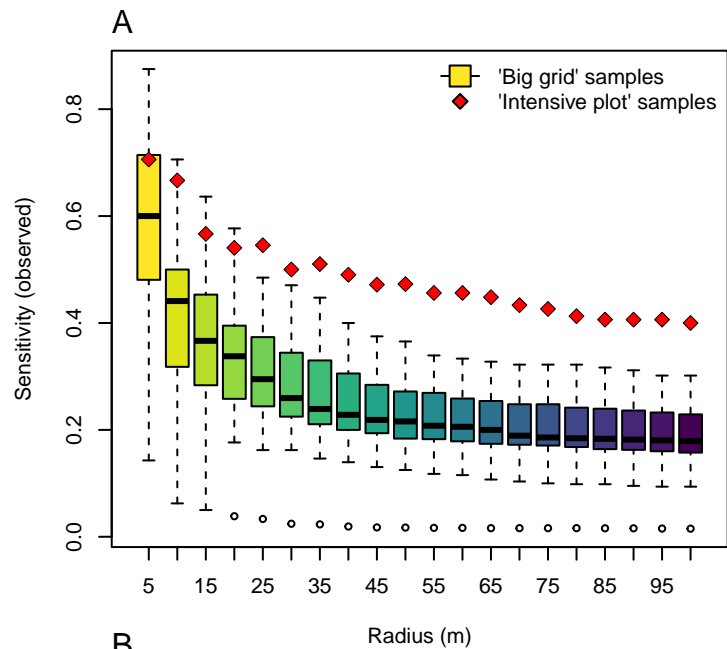 A
'Big grid' samples
'Intensive plot' samples
Sensitivity (observed)
0.8
0.6
0.4
0.2
0.0
5 15 25 35 45 55 65 75 85 95
Radius (m)
B